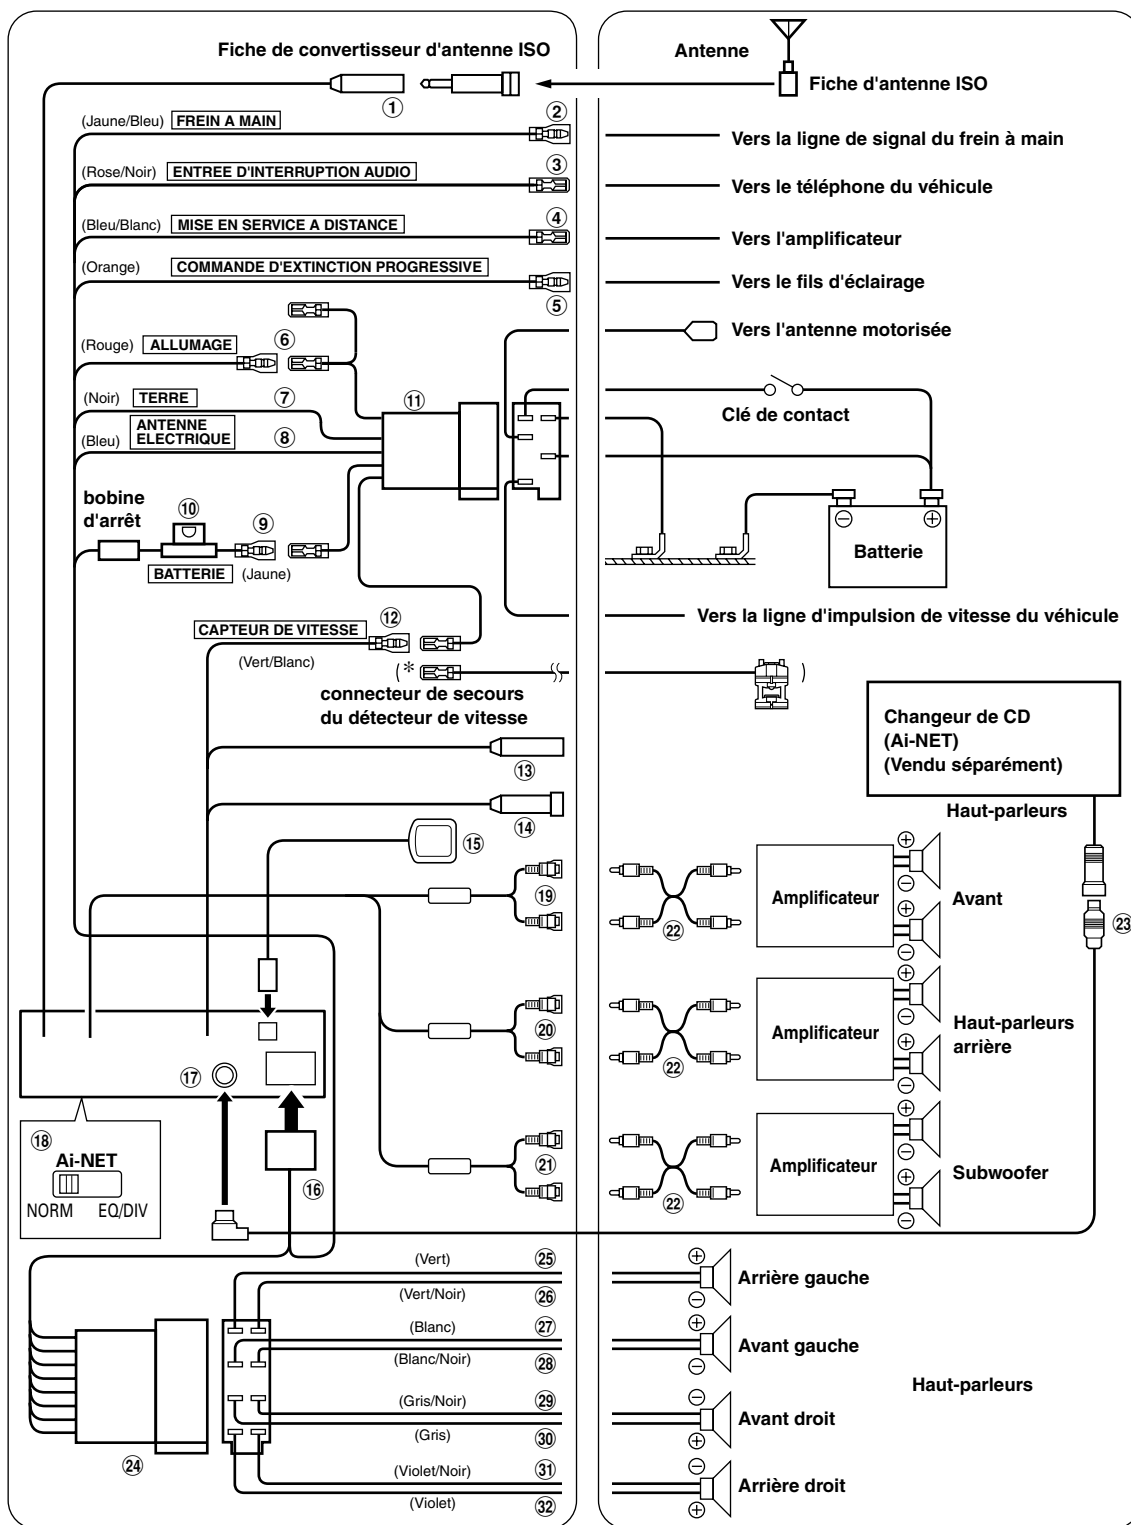 Fiche de convertisseur d'antenne ISO
Antenne
Fiche d'antenne ISO
①
(Jaune/Bleu) FREIN A MAIN
②
Vers la ligne de signal du frein à main
(Rose/Noir) ENTREE D'INTERRUPTION AUDIO
③
Vers le téléphone du véhicule
(Bleu/Blanc) MISE EN SERVICE A DISTANCE
④
Vers l'amplificateur
(Orange) COMMANDE D'EXTINCTION PROGRESSIVE
⑤
Vers le fils d'éclairage
Vers l'antenne motorisée
(Rouge) ALLUMAGE
⑥
(Noir) TERRE
⑦
⑪
Clé de contact
(Bleu) ANTENNE
ELECTRIQUE
⑧
bobine
d'arrêt
⑩
⑨
BATTERIE (Jaune)
⊖ ⊕
Batterie
Vers la ligne d'impulsion de vitesse du véhicule
CAPTEUR DE VITESSE
⑫
(Vert/Blanc)
(* )
connecteur de secours
du détecteur de vitesse
Changeur de CD
(Ai-NET)
(Vendu séparément)
⑬
⑭
⑮
Haut-parleurs
⑲
㉒
Amplificateur
⊕
⊖
⊕
⊖
Avant
㉓
⑳
㉒
Amplificateur
⊕
⊖
⊕
⊖
Haut-parleurs
arrière
⑰
⑱
Ai-NET
NORM EQ/DIV
⑯
㉑
㉒
Amplificateur
⊕
⊖
⊕
⊖
Subwoofer
(Vert) ㉕
⊕
Arrière gauche
(Vert/Noir) ㉖
⊖
(Blanc) ㉗
⊕
Avant gauche
(Blanc/Noir) ㉘
⊖
Haut-parleurs
(Gris/Noir) ㉙
⊖
Avant droit
(Gris) ㉚
⊕
㉔
(Violet/Noir) ㉛
⊖
Arrière droit
(Violet) ㉜
⊕